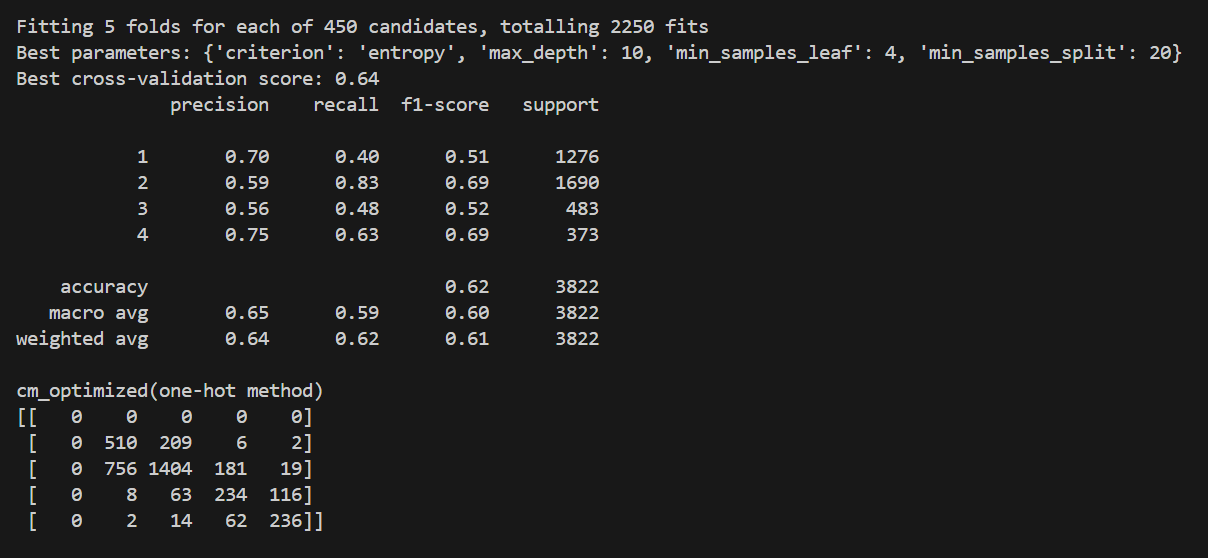 Fitting 5 folds for each of 450 candidates, totalling 2250 fits
Best parameters: {'criterion': 'entropy', 'max_depth': 10, 'min_samples_leaf': 4, 'min_samples_split': 20}
Best cross-validation score: 0.64
              precision    recall  f1-score   support
           1       0.70      0.40      0.51      1276
           2       0.59      0.83      0.69      1690
           3       0.56      0.48      0.52       483
           4       0.75      0.63      0.69       373
    accuracy                           0.62      3822
   macro avg       0.65      0.59      0.60      3822
weighted avg       0.64      0.62      0.61      3822
cm_optimized(one-hot method)
[[   0    0    0    0    0]
 [   0  510  209    6    2]
 [   0  756 1404  181   19]
 [   0    8   63  234  116]
 [   0    2   14   62  236]]